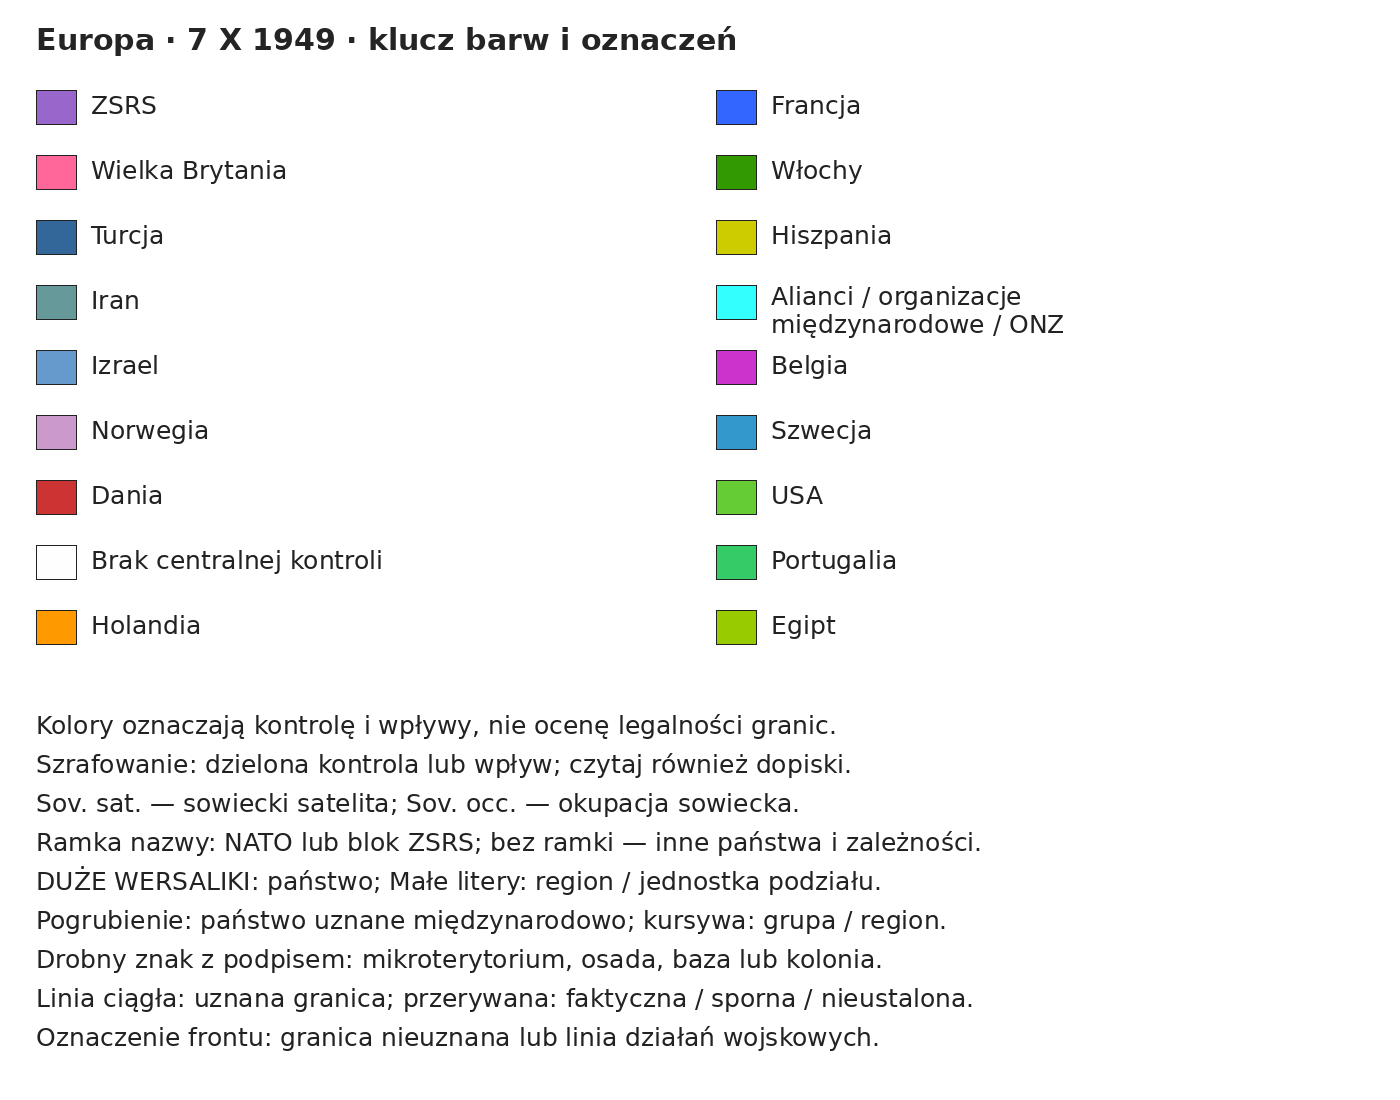 Europa · 7 X 1949 · klucz barw i oznaczeń
ZSRS
Francja
Wielka Brytania
Włochy
Turcja
Hiszpania
Iran
Alianci / organizacje
międzynarodowe / ONZ
Izrael
Belgia
Norwegia
Szwecja
Dania
USA
Brak centralnej kontroli
Portugalia
Holandia
Egipt
Kolory oznaczają kontrolę i wpływy, nie ocenę legalności granic.
Szrafowanie: dzielona kontrola lub wpływ; czytaj również dopiski.
Sov. sat. — sowiecki satelita; Sov. occ. — okupacja sowiecka.
Ramka nazwy: NATO lub blok ZSRS; bez ramki — inne państwa i zależności.
DUŻE WERSALIKI: państwo; Małe litery: region / jednostka podziału.
Pogrubienie: państwo uznane międzynarodowo; kursywa: grupa / region.
Drobny znak z podpisem: mikroterytorium, osada, baza lub kolonia.
Linia ciągła: uznana granica; przerywana: faktyczna / sporna / nieustalona.
Oznaczenie frontu: granica nieuznana lub linia działań wojskowych.